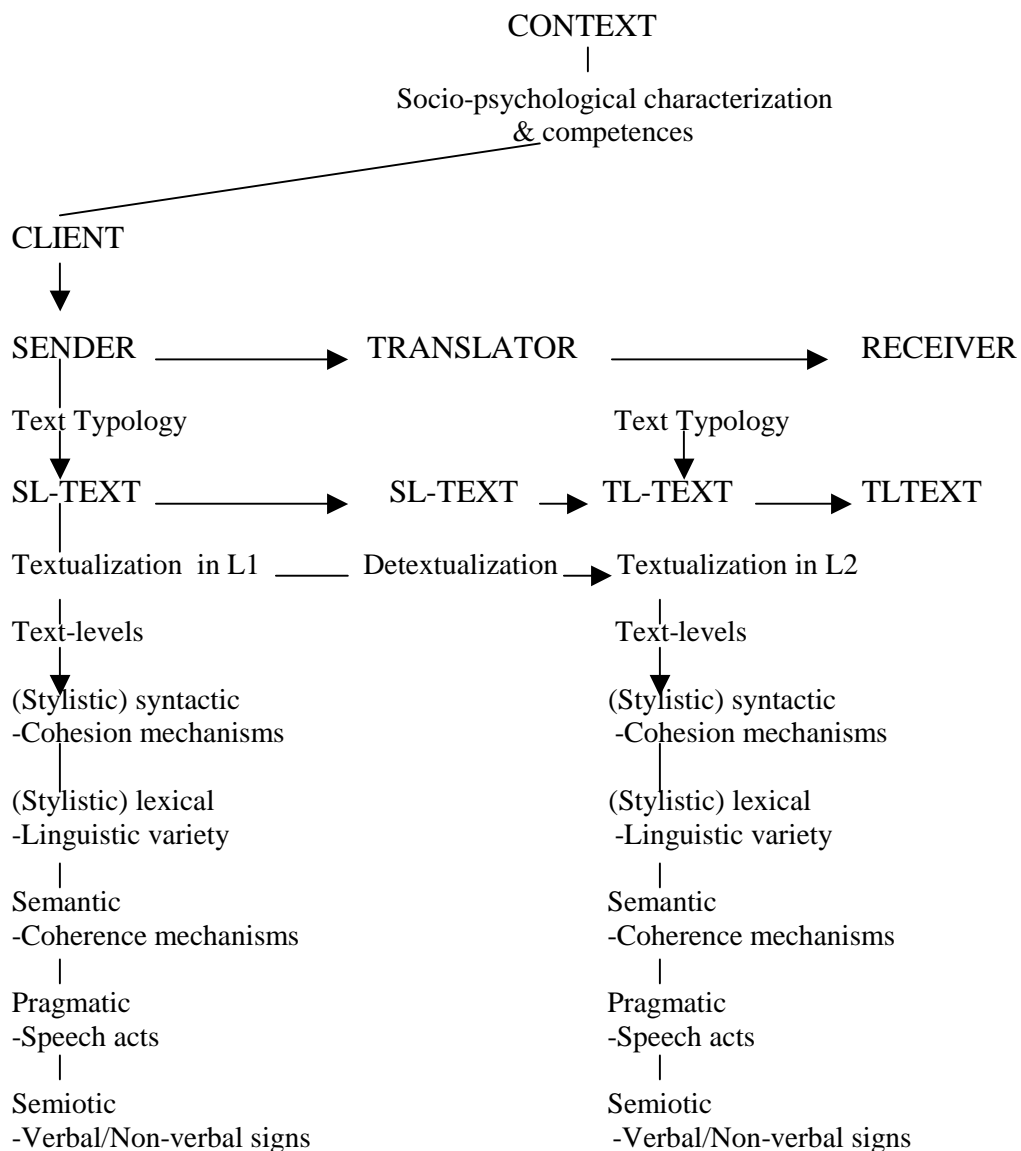 CONTEXT
Socio-psychological characterization
& competences
CLIENT
SENDER TRANSLATOR RECEIVER
Text Typology Text Typology
SL-TEXT SL-TEXT TL-TEXT TLTEXT
Textualization in L1 Detextualization Textualization in L2
Text-levels Text-levels
(Stylistic) syntactic (Stylistic) syntactic
-Cohesion mechanisms -Cohesion mechanisms
(Stylistic) lexical (Stylistic) lexical
-Linguistic variety -Linguistic variety
Semantic Semantic
-Coherence mechanisms -Coherence mechanisms
Pragmatic Pragmatic
-Speech acts -Speech acts
Semiotic Semiotic
-Verbal/Non-verbal signs -Verbal/Non-verbal signs